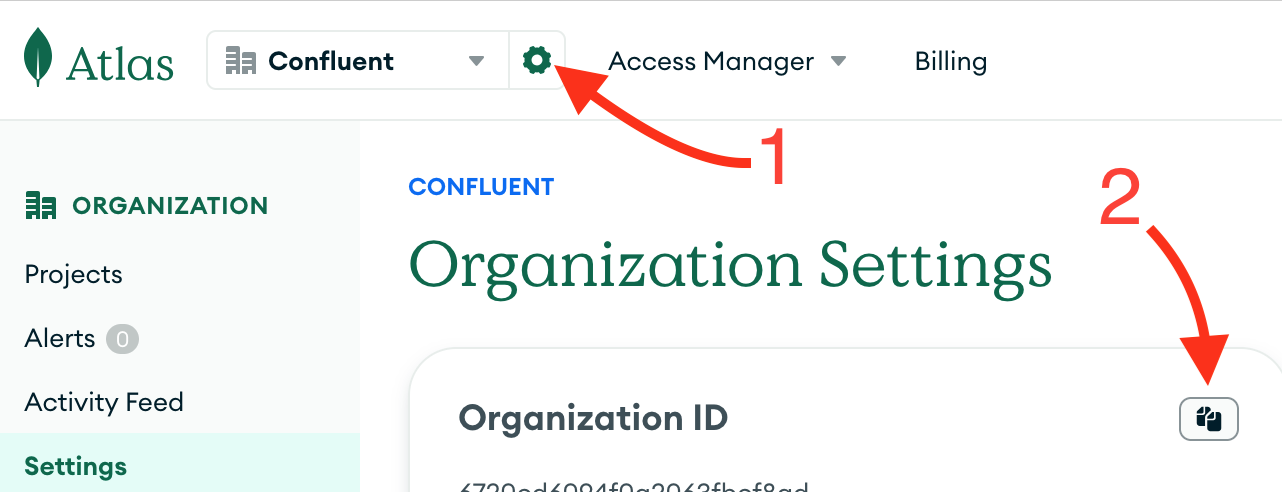 Atlas
Confluent
Access Manager
Billing
1
CONFLUENT
2
ORGANIZATION
Organization Settings
Projects
Alerts 0
Activity Feed
Organization ID
Settings